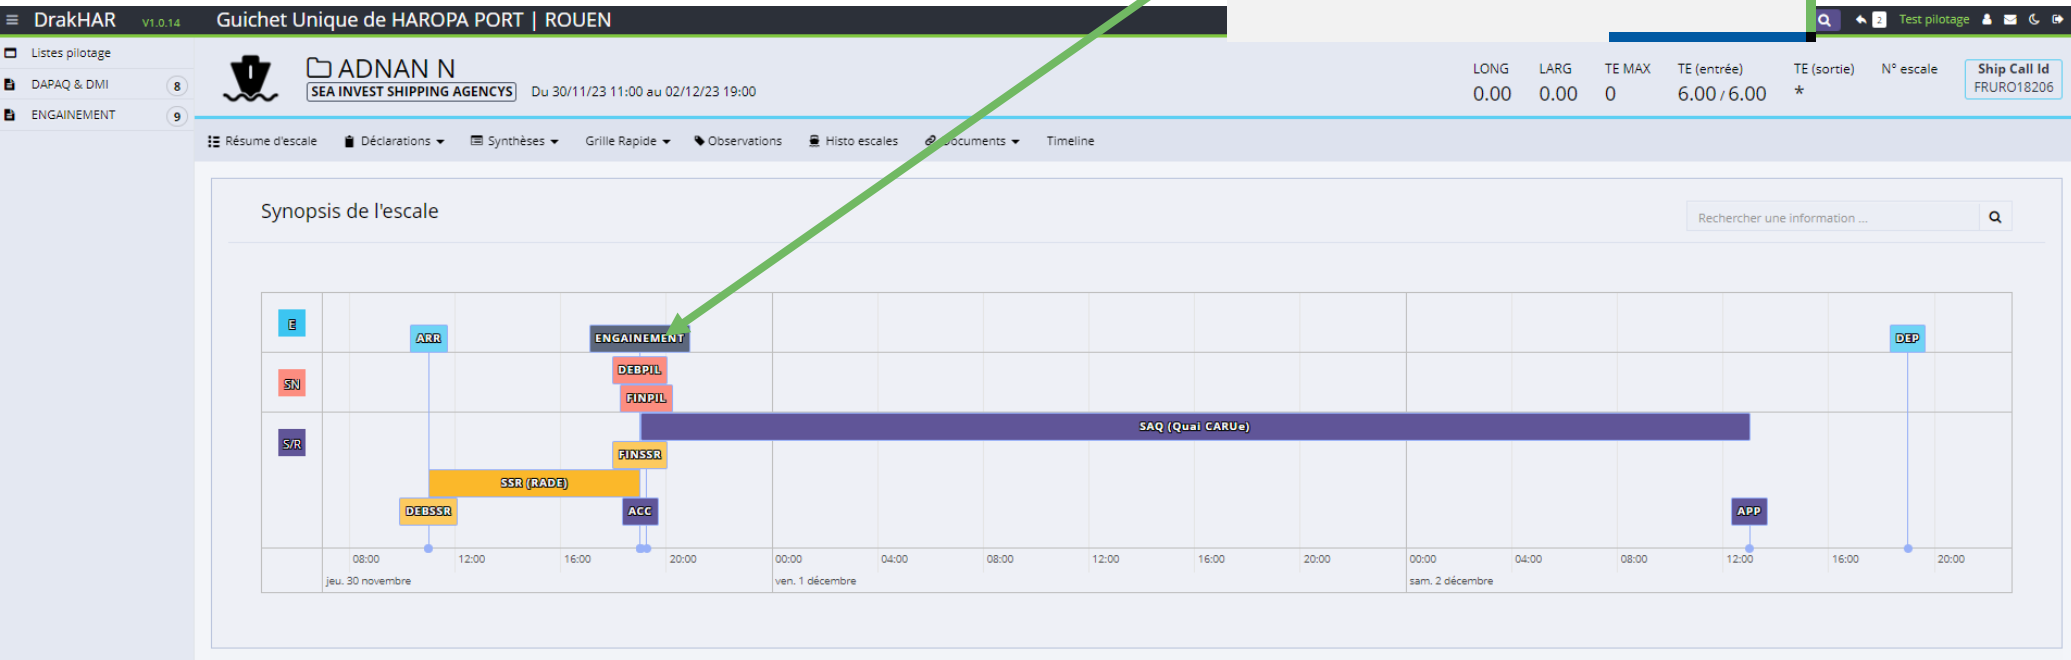 DrakHAR V1.0.14 Guichet Unique de HAROPA PORT | ROUEN 2 Test pilotage
Listes pilotage
DAPAQ & DMI 8
ENGAINEMENT 9
ADNAN N
SEA INVEST SHIPPING AGENCYS Du 30/11/23 11:00 au 02/12/23 19:00
LONG LARG TE MAX TE (entrée) TE (sortie) N° escale Ship Call Id
0.00 0.00 0 6.00 / 6.00 * FRURO18206
Résume d'escale Déclarations Synthèses Grille Rapide Observations Histo escales Timeline
Synopsis de l'escale
Rechercher une information ...
E
ARR ENGAINEMENT DEP
DEBPIL
SN
FINPIL
SAQ (Quai CARUe)
S/R
FINSSR
SSR (RADE)
DEBSSR ACC APP
08:00 12:00 16:00 20:00 00:00 04:00 08:00 12:00 16:00 20:00 00:00 04:00 08:00 12:00 16:00 20:00
jeu. 30 novembre ven. 1 décembre sam. 2 décembre